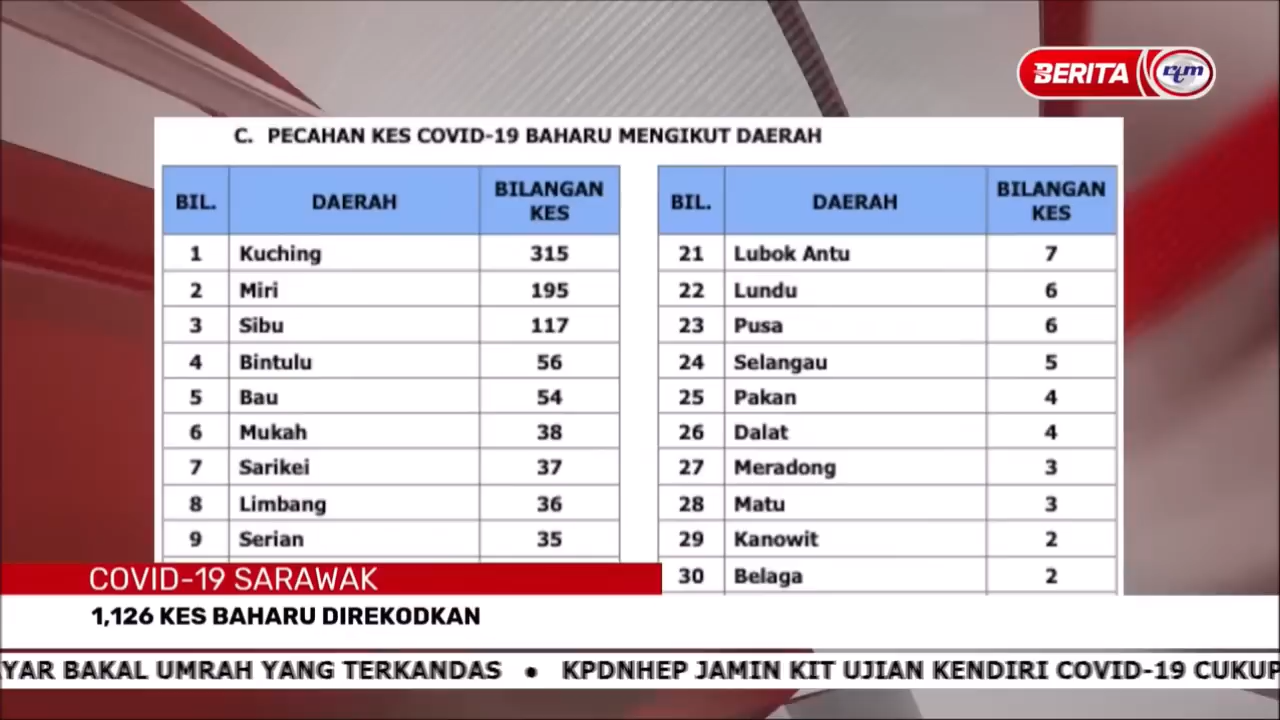 BERITA rtm
C. PECAHAN KES COVID-19 BAHARU MENGIKUT DAERAH
BIL. DAERAH BILANGAN KES
1 Kuching 315
2 Miri 195
3 Sibu 117
4 Bintulu 56
5 Bau 54
6 Mukah 38
7 Sarikei 37
8 Limbang 36
9 Serian 35
BIL. DAERAH BILANGAN KES
21 Lubok Antu 7
22 Lundu 6
23 Pusa 6
24 Selangau 5
25 Pakan 4
26 Dalat 4
27 Meradong 3
28 Matu 3
29 Kanowit 2
30 Belaga 2
COVID-19 SARAWAK
1,126 KES BAHARU DIREKODKAN
YAR BAKAL UMRAH YANG TERKANDAS • KPDNHEP JAMIN KIT UJIAN KENDIRI COVID-19 CUKUP